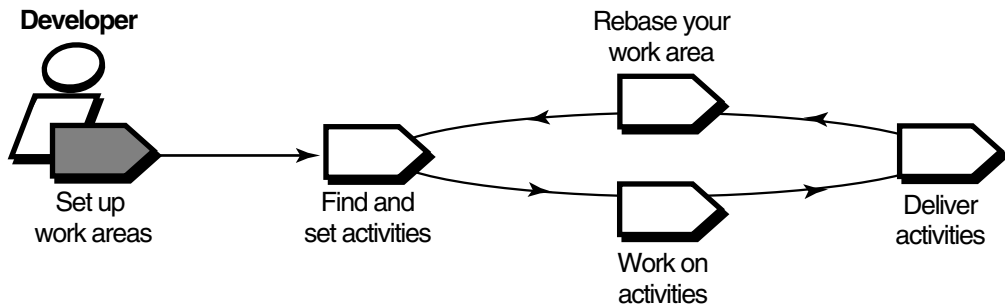 Developer
Set up
work areas
Find and
set activities
Rebase your
work area
Work on
activities
Deliver
activities